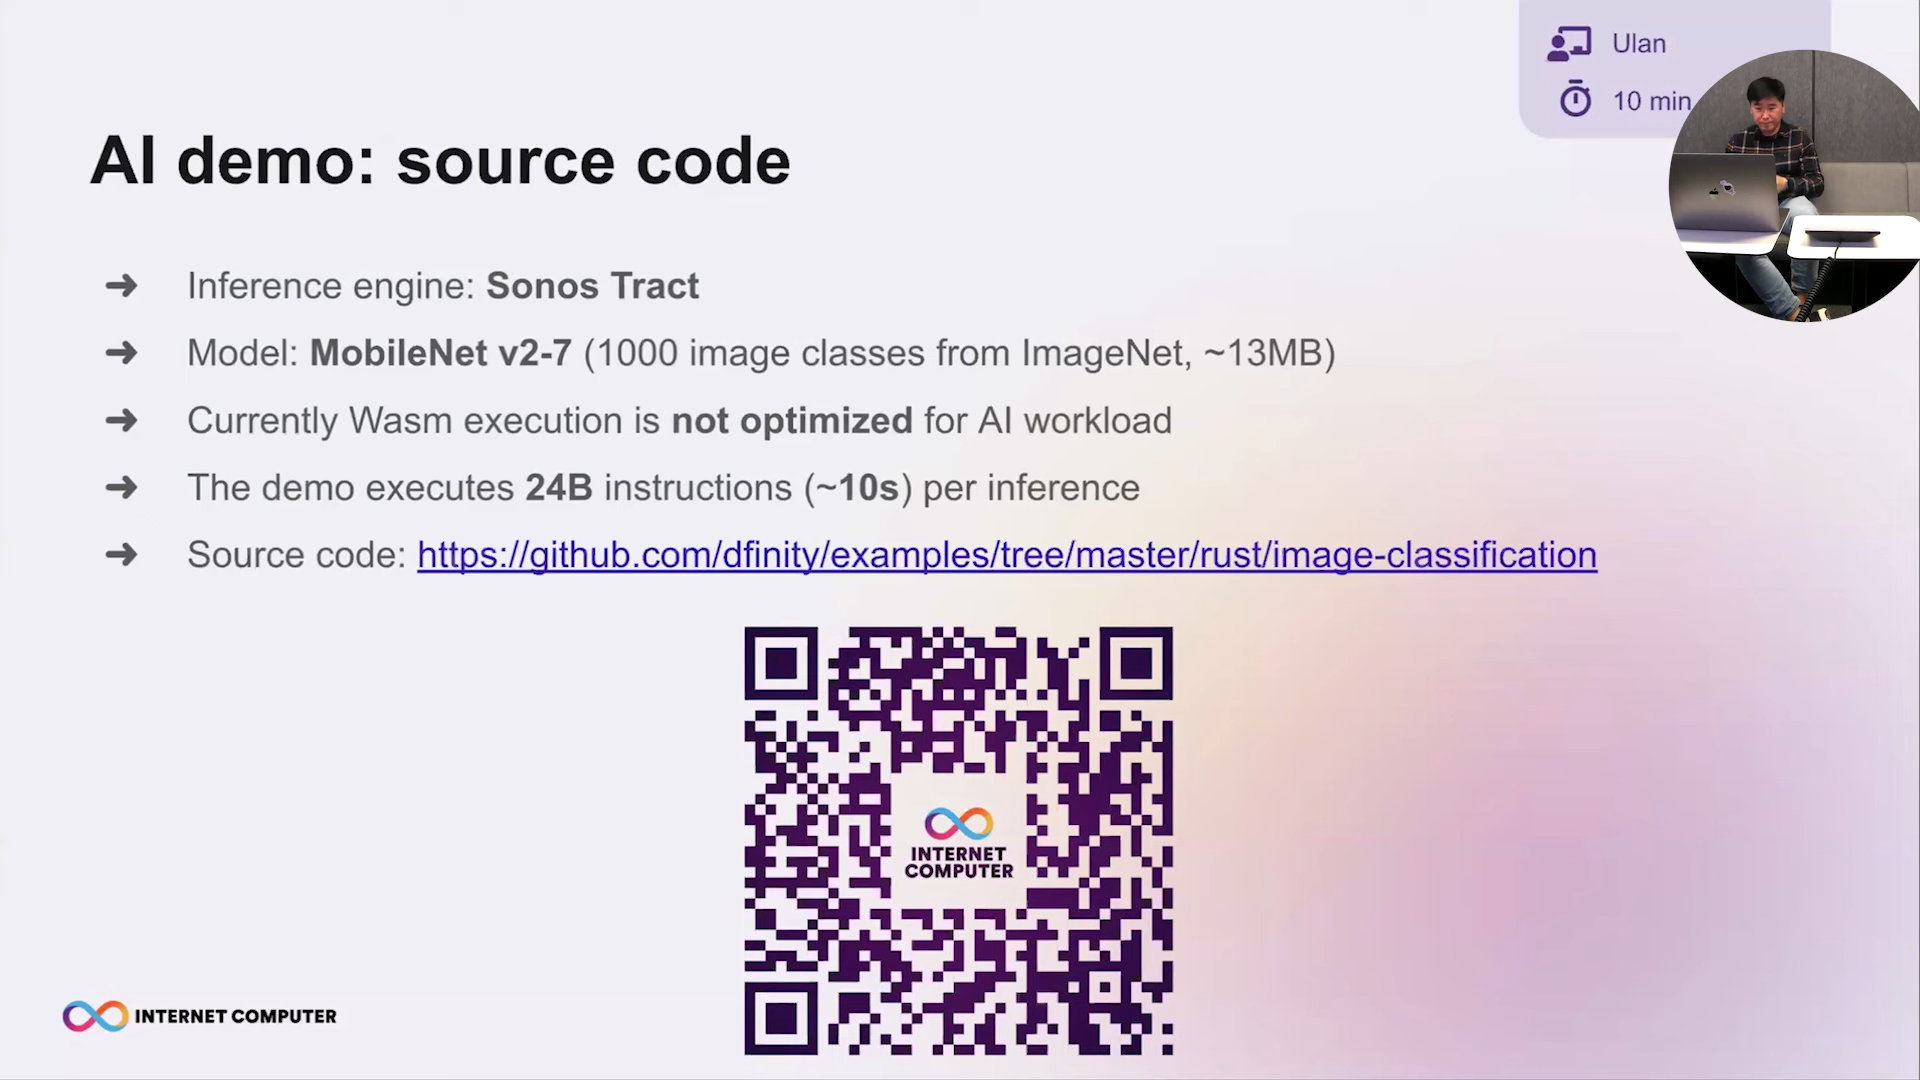 Ulan
10 min
AI demo: source code
➜ Inference engine: Sonos Tract
➜ Model: MobileNet v2-7 (1000 image classes from ImageNet, ~13MB)
➜ Currently Wasm execution is not optimized for AI workload
➜ The demo executes 24B instructions (~10s) per inference
➜ Source code: https://github.com/dfinity/examples/tree/master/rust/image-classification
INTERNET
COMPUTER
INTERNET COMPUTER